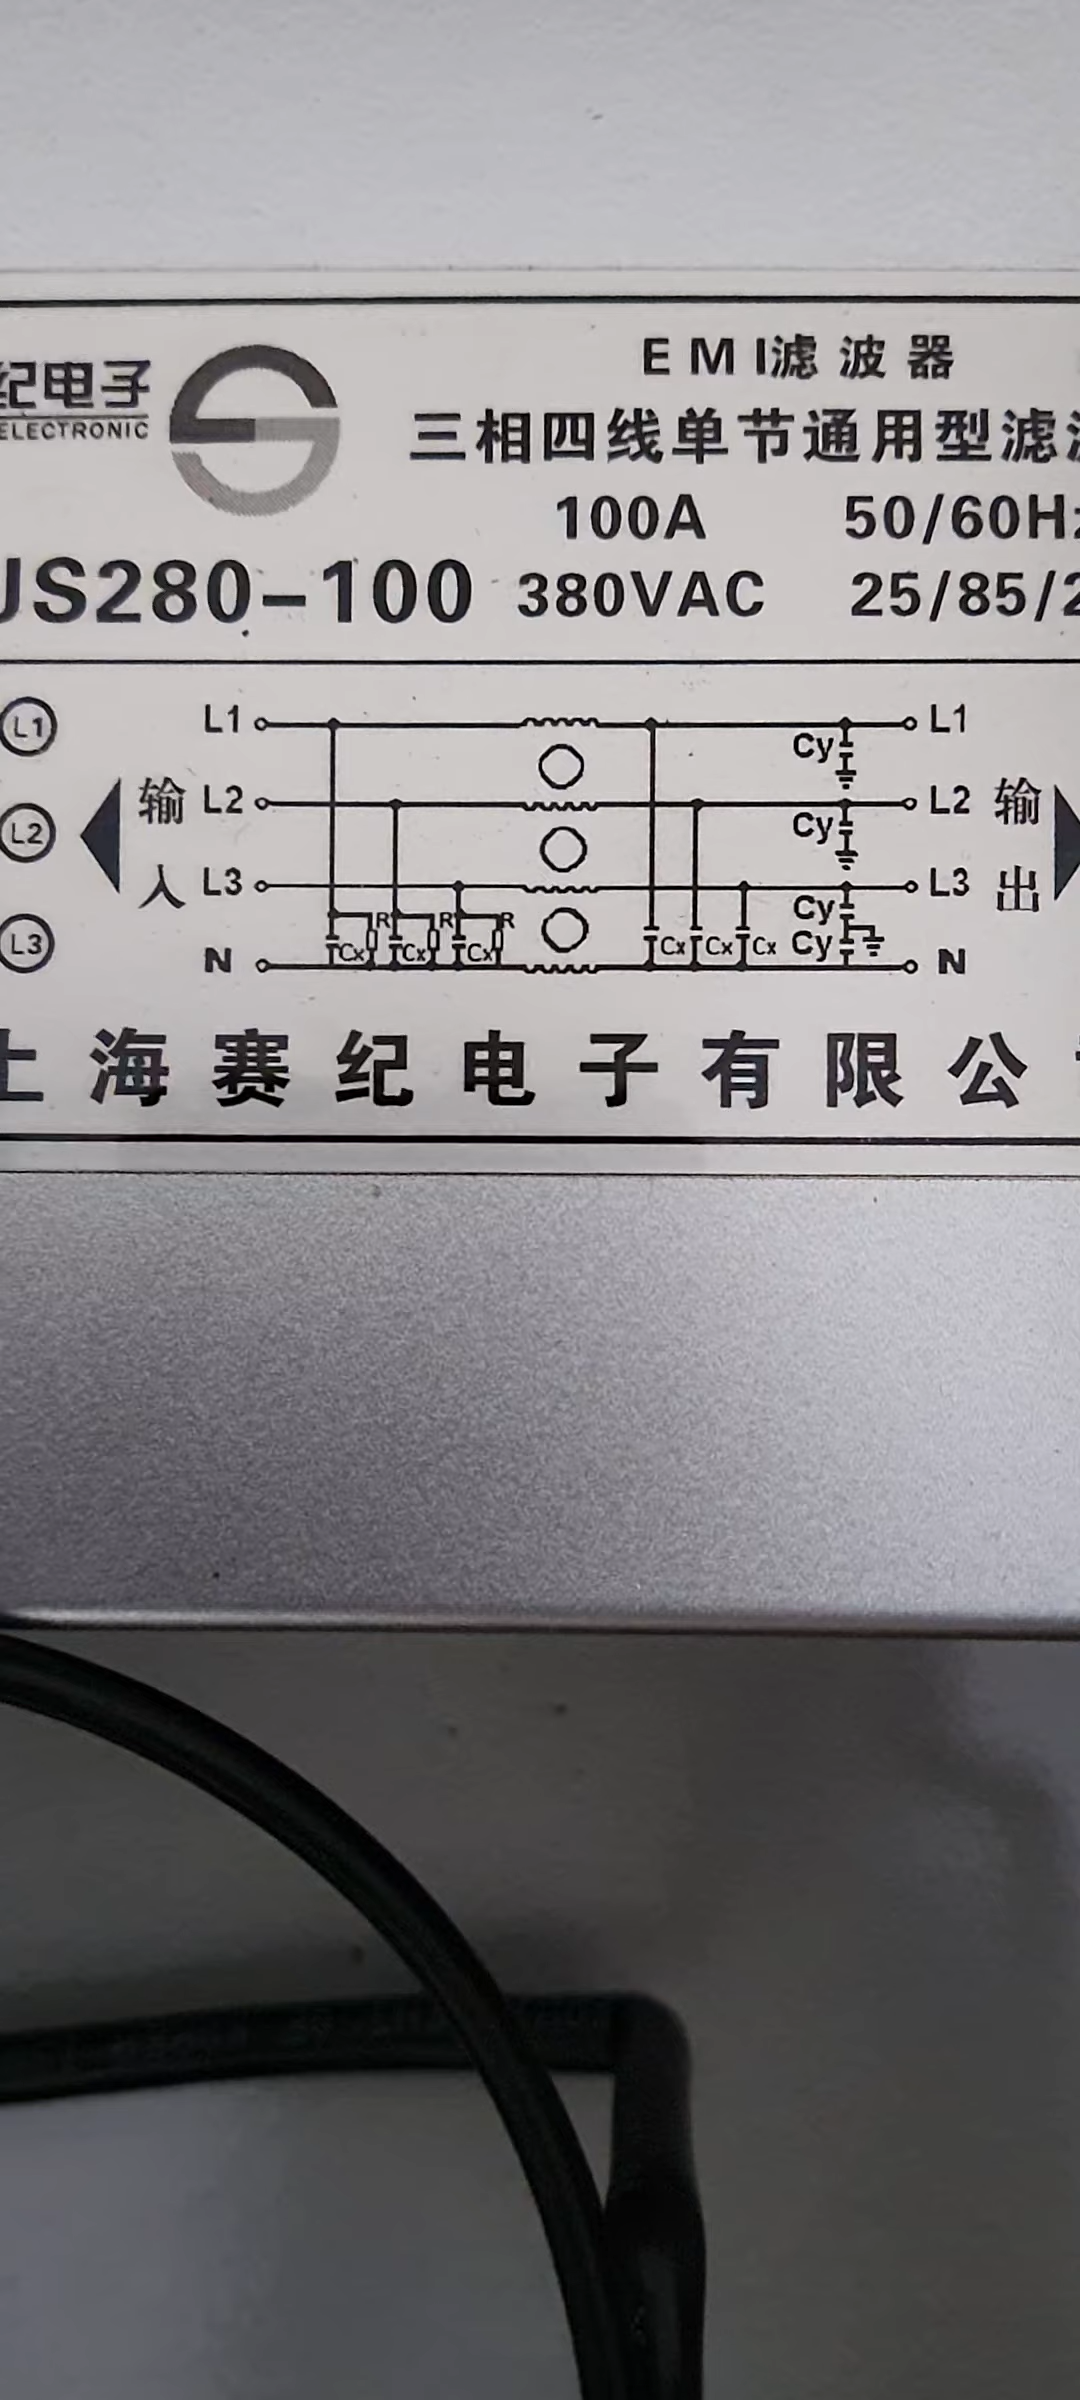 纪电子
ELECTRONIC
EMI滤波器
三相四线单节通用型滤
100A 50/60Hz
JS280-100 380VAC 25/85/2
L1 L1 Cy L1
L2 输 L2 Cy L2 输
入 L3 Cy L3 出
L3 R R R
N Cx Cx Cx Cx Cx Cx Cy N
上海赛纪电子有限公